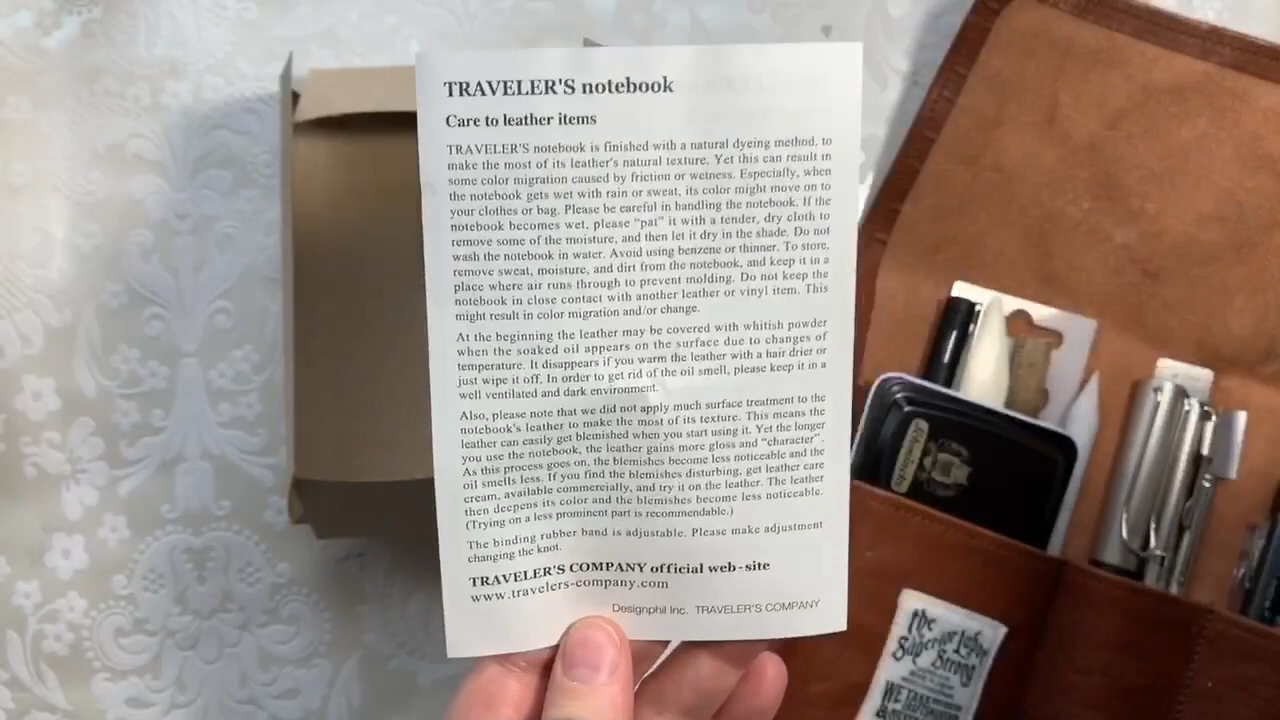 TRAVELER'S notebook
Care to leather items
TRAVELER'S notebook is finished with a natural dyeing method, to
make the most of its leather's natural texture. Yet this can result in
some color migration caused by friction or wetness. Especially, when
the notebook gets wet with rain or sweat, its color might move on to
your clothes or bag. Please be careful in handling the notebook. If the
notebook becomes wet, please “pat” it with a tender, dry cloth to
remove some of the moisture, and then let it dry in the shade. Do not
wash the notebook in water. Avoid using benzene or thinner. To store,
remove sweat, moisture, and dirt from the notebook, and keep it in a
place where air runs through to prevent molding. Do not keep the
notebook in close contact with another leather or vinyl item. This
might result in color migration and/or change.
At the beginning the leather may be covered with whitish powder
when the soaked oil appears on the surface due to changes of
temperature. It disappears if you warm the leather with a hair drier or
just wipe it off. In order to get rid of the oil smell, please keep it in a
well ventilated and dark environment.
Also, please note that we did not apply much surface treatment to the
notebook's leather to make the most of its texture. This means the
leather can easily get blemished when you start using it. Yet the longer
you use the notebook, the leather gains more gloss and “character”.
As this process goes on, the blemishes become less noticeable and the
oil smells less. If you find the blemishes disturbing, get leather care
cream, available commercially, and try it on the leather. The leather
then deepens its color and the blemishes become less noticeable.
(Trying on a less prominent part is recommendable.)
The binding rubber band is adjustable. Please make adjustment
changing the knot.
TRAVELER'S COMPANY official web-site
www.travelers-company.com
Designphil Inc. TRAVELER'S COMPANY
the
Superior Labor
Strong
WE TAKE